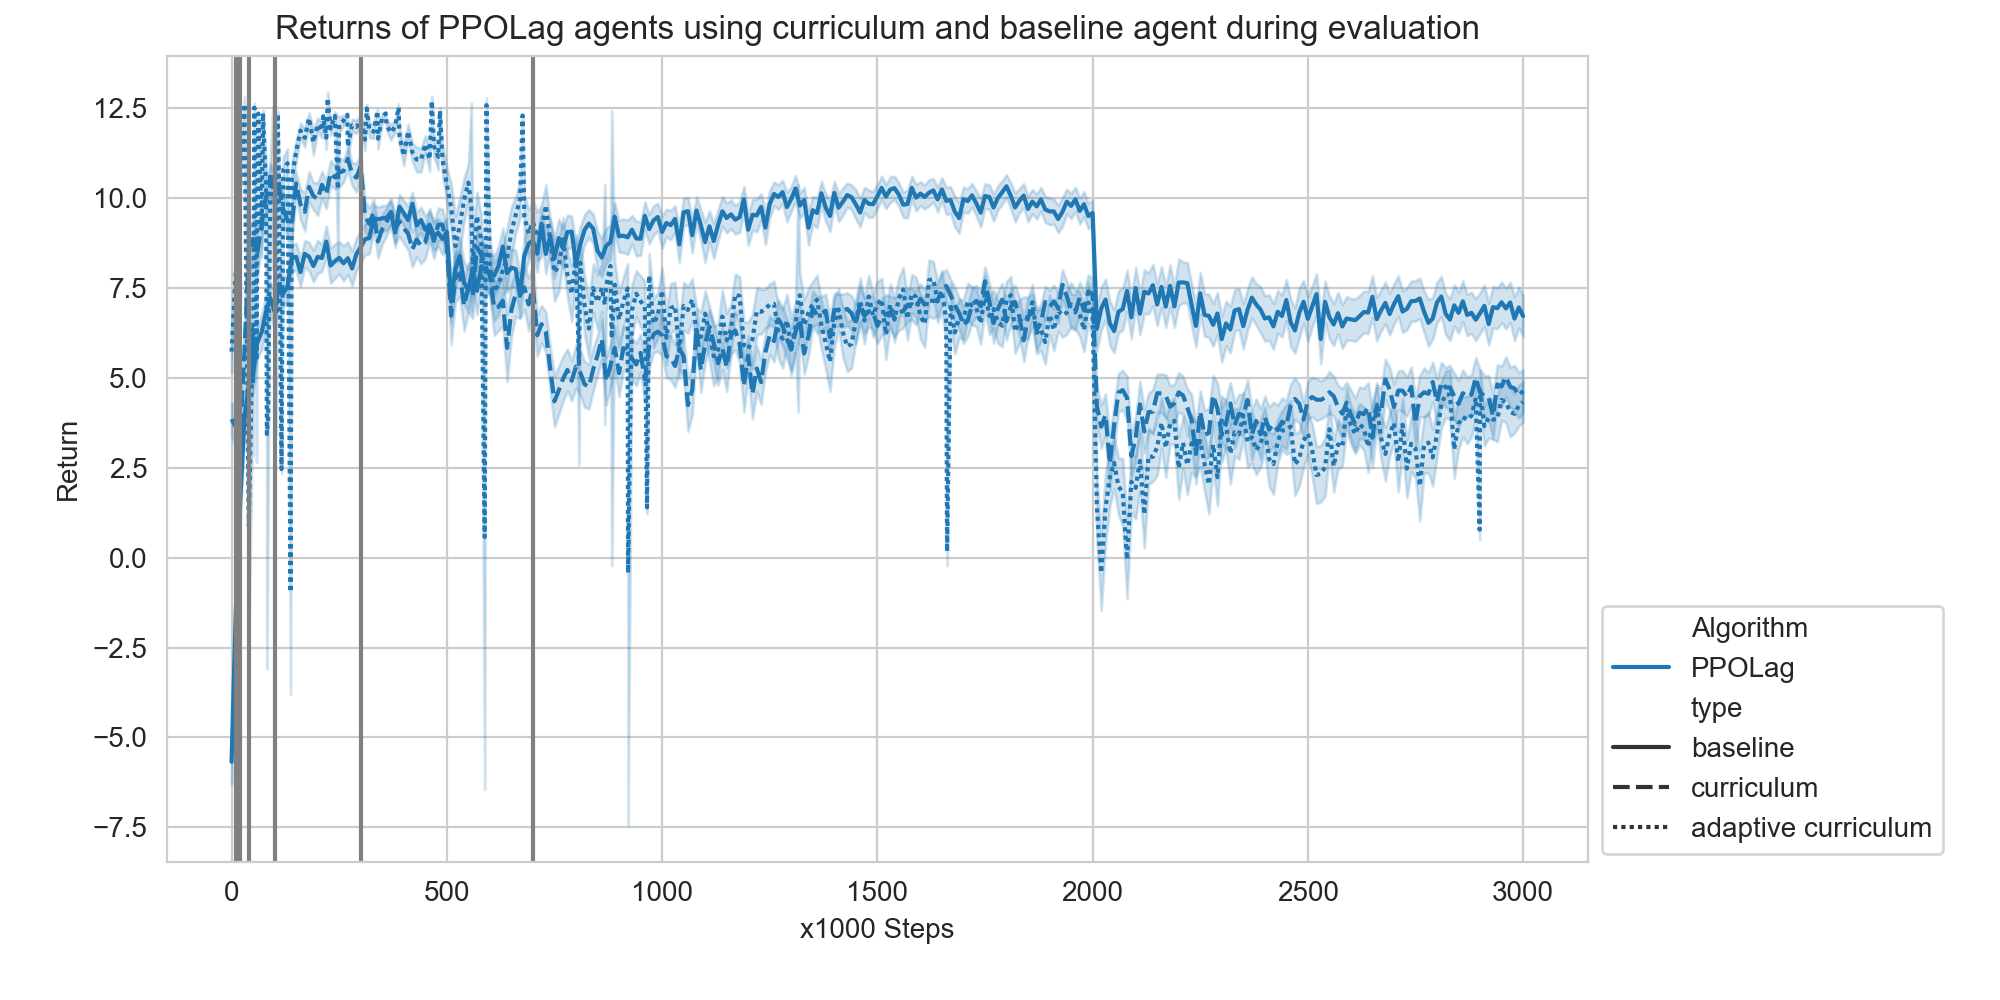 Returns of PPOLag agents using curriculum and baseline agent during evaluation
12.5
10.0
7.5
5.0
2.5
0.0
−2.5
−5.0
−7.5
Return
0 500 1000 1500 2000 2500 3000
x1000 Steps
Algorithm
PPOLag
type
baseline
curriculum
adaptive curriculum